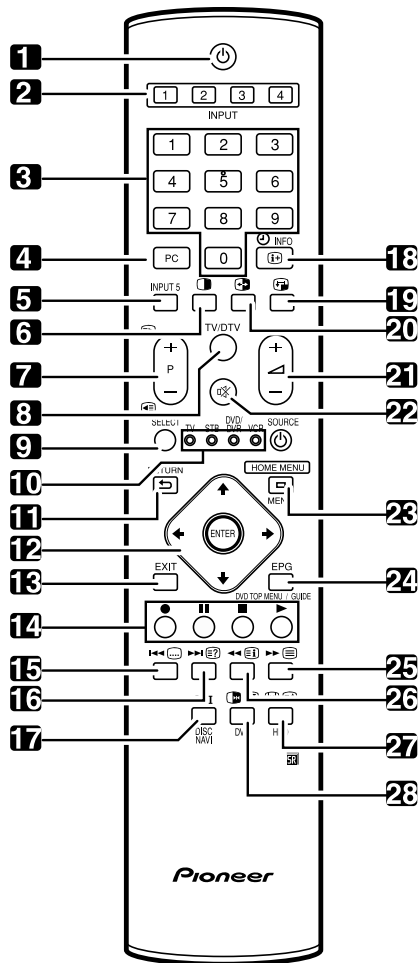 1
2
1 2 3 4
INPUT
3
1 2 3
4 5 6
7 8 9
4
PC 0
INFO
18
5
INPUT 5
19
6
20
TV/DTV
7
+
P
−
+
−
21
8
22
SELECT
DVD/
SOURCE
9
TV STB DVR VCR
10
HOME MENU
11
23
12
ENTER
EXIT
EPG
13
24
DVD TOP MENU / GUIDE
14
15
25
16
26
17
DISC
NAVI
27
SR
28
Pioneer